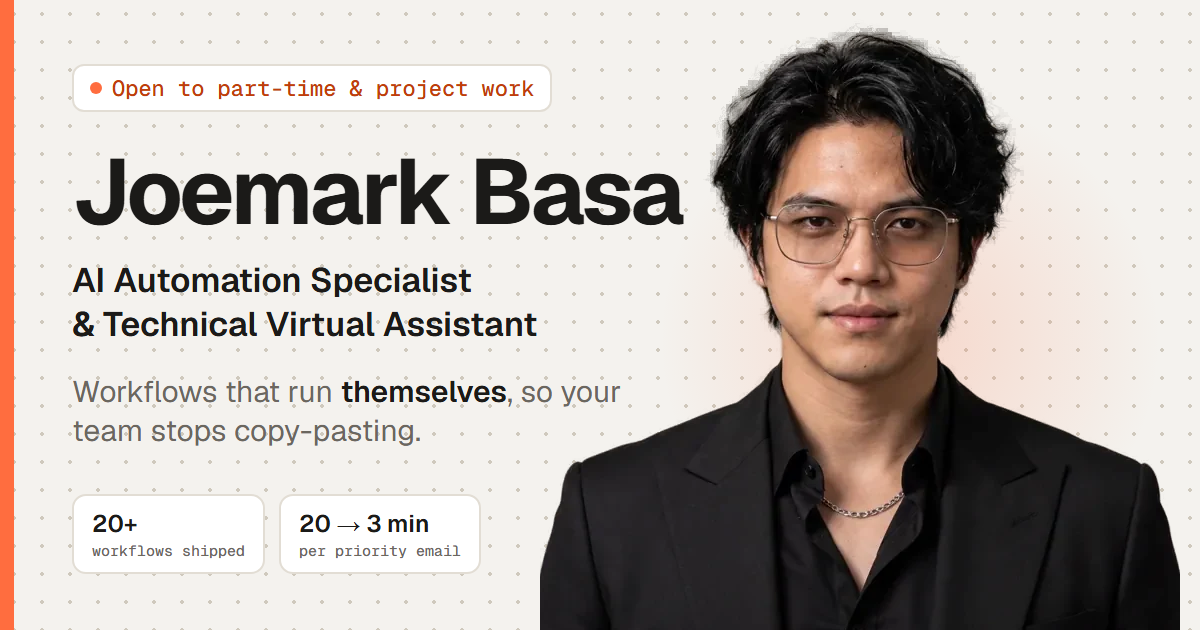 Open to part-time & project work
Joemark Basa
AI Automation Specialist
& Technical Virtual Assistant
Workflows that run themselves, so your
team stops copy-pasting.
20+
workflows shipped
20 → 3 min
per priority email